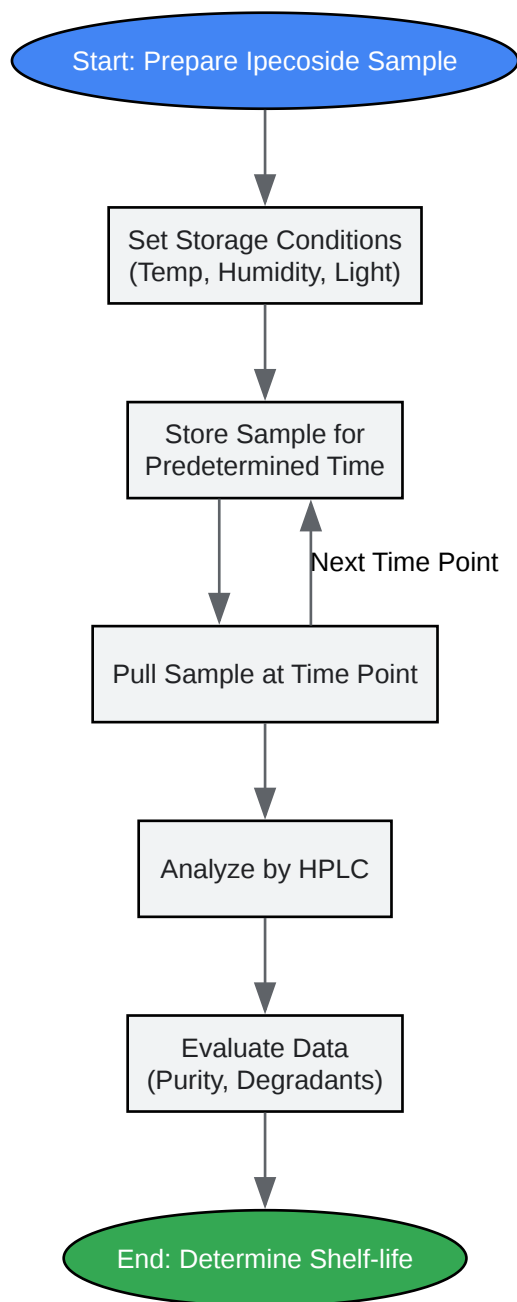 Start: Prepare Ipecoside Sample
Set Storage Conditions
(Temp, Humidity, Light)
Store Sample for
Predetermined Time
Next Time Point
Pull Sample at Time Point
Analyze by HPLC
Evaluate Data
(Purity, Degradants)
End: Determine Shelf-life